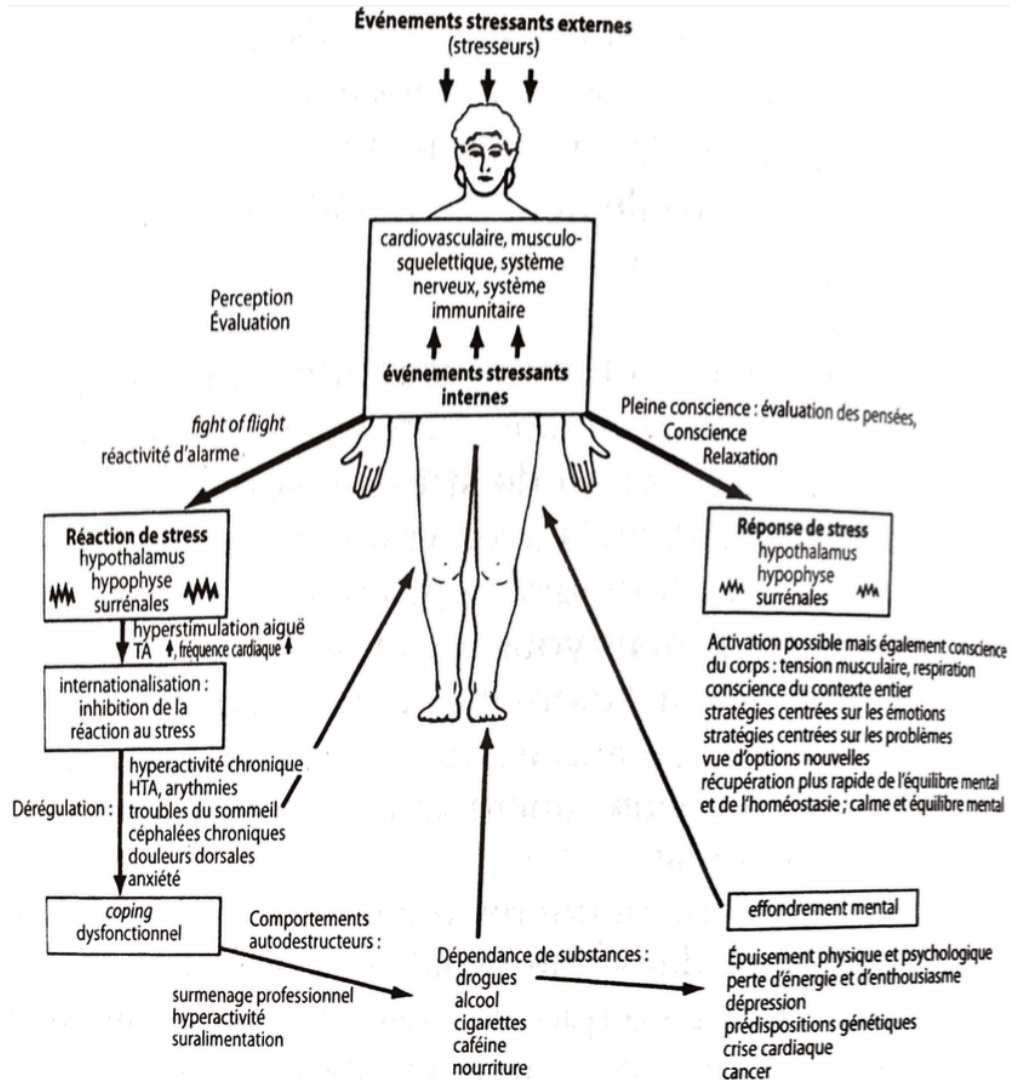 Événements stressants externes
(stresseurs)
cardiovasculaire, musculo-
squelettique, système
nerveux, système
immunitaire
événements stressants
internes
Perception
Évaluation
fight of flight
réactivité d'alarme
Pleine conscience : évaluation des pensées,
Conscience
Relaxation
Réaction de stress
hypothalamus
hypophyse
surrénales
hyperstimulation aiguë
TA ⬆, fréquence cardiaque ⬆
internationalisation :
inhibition de la
réaction au stress
Dérégulation :
hyperactivité chronique
HTA, arythmies
troubles du sommeil
céphalées chroniques
douleurs dorsales
anxiété
coping
dysfonctionnel
Comportements
autodestructeurs :
surmenage professionnel
hyperactivité
suralimentation
Dépendance de substances :
drogues
alcool
cigarettes
caféine
nourriture
Réponse de stress
hypothalamus
hypophyse
surrénales
Activation possible mais également conscience
du corps : tension musculaire, respiration
conscience du contexte entier
stratégies centrées sur les émotions
stratégies centrées sur les problèmes
vue d'options nouvelles
récupération plus rapide de l'équilibre mental
et de l'homéostasie ; calme et équilibre mental
effondrement mental
Épuisement physique et psychologique
perte d'énergie et d'enthousiasme
dépression
prédispositions génétiques
crise cardiaque
cancer